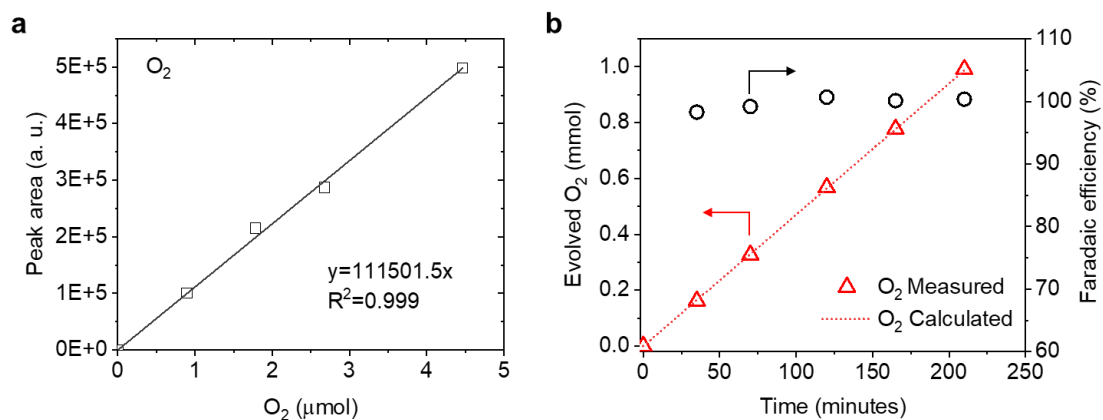 a
O₂
5E+5
4E+5
3E+5
2E+5
1E+5
0E+0
Peak area (a. u.)
y=111501.5x
R²=0.999
0 1 2 3 4 5
O₂ (μmol)
b
1.0
0.8
0.6
0.4
0.2
0.0
Evolved O₂ (mmol)
110
100
90
80
70
60
Faradaic efficiency (%)
O₂ Measured
O₂ Calculated
0 50 100 150 200 250
Time (minutes)